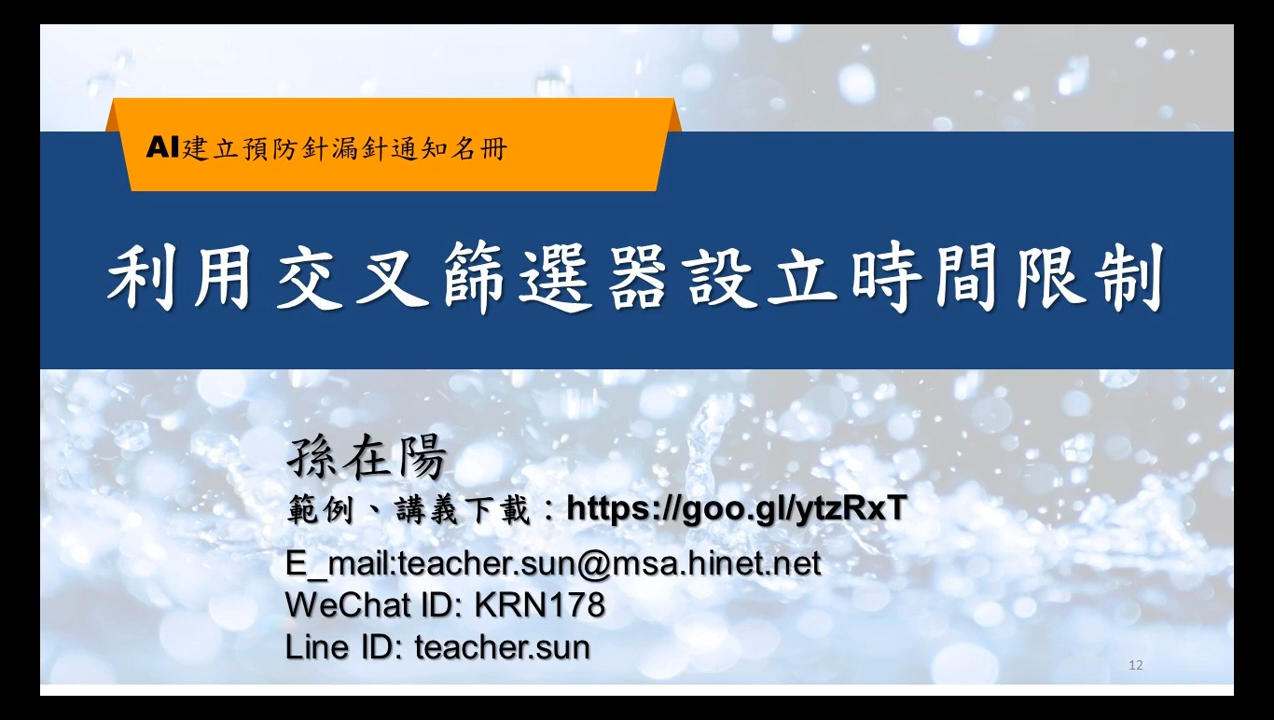 AI建立預防針漏針通知名冊
利用交叉篩選器設立時間限制
孫在陽
範例、講義下載：https://goo.gl/ytzRxT
E_mail:teacher.sun@msa.hinet.net
WeChat ID: KRN178
Line ID: teacher.sun
12